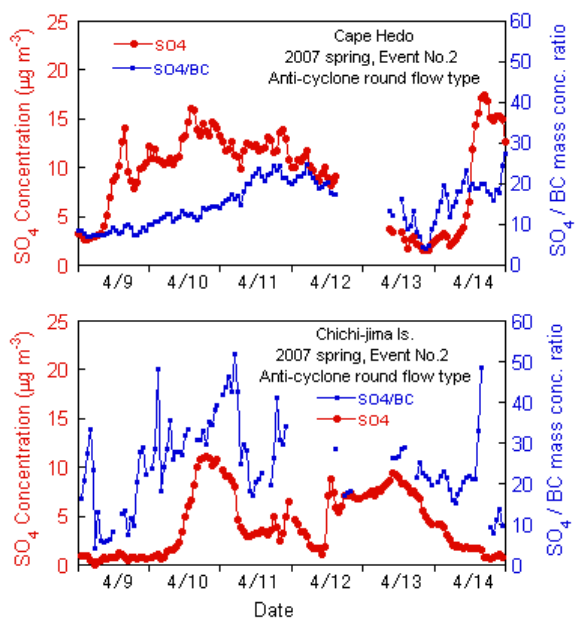 SO4
SO4/BC
Cape Hedo
2007 spring, Event No.2
Anti-cyclone round flow type
SO4 Concentration (μg m-3)
25
20
15
10
5
0
SO4 / BC mass conc. ratio
60
50
40
30
20
10
0
4/9 4/10 4/11 4/12 4/13 4/14
Chichi-jima Is.
2007 spring, Event No.2
Anti-cyclone round flow type
SO4/BC
SO4
SO4 Concentration (μg m-3)
25
20
15
10
5
0
SO4 / BC mass conc. ratio
60
50
40
30
20
10
0
4/9 4/10 4/11 4/12 4/13 4/14
Date